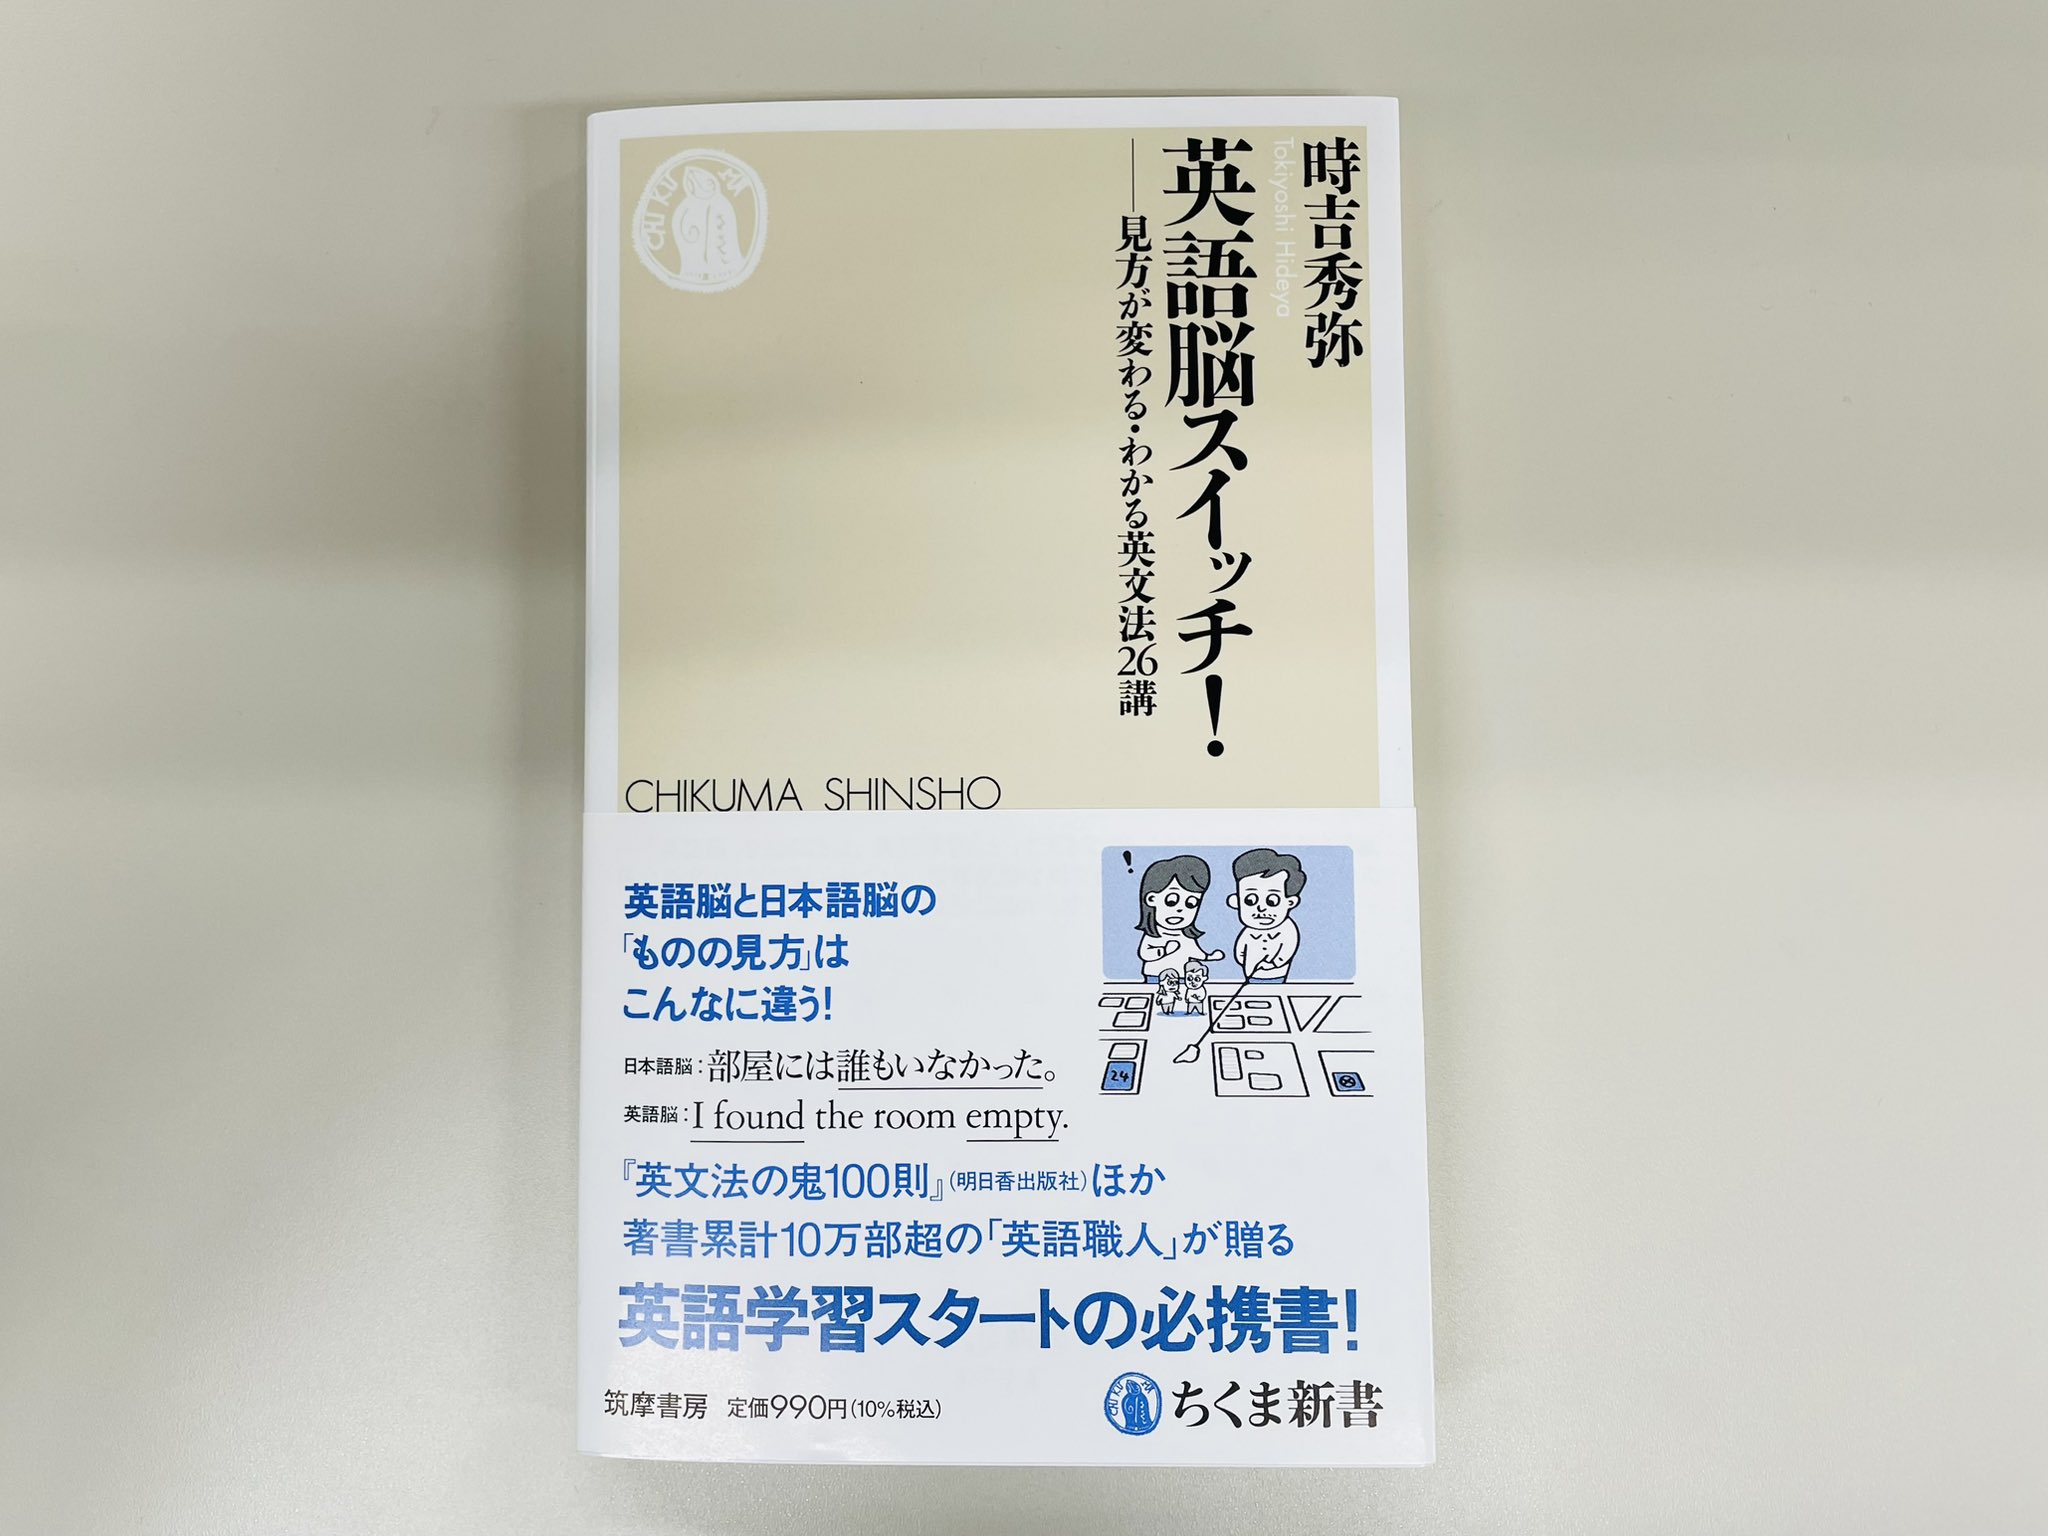 時吉秀弥
Tokiyoshi Hideya
英語脳スイッチ!
――見方が変わる・わかる英文法26講
CHIKUMA
CHIKUMA SHINSHO
英語脳と日本語脳の
「ものの見方」は
こんなに違う!
!
24
日本語脳:部屋には誰もいなかった。
英語脳:I found the room empty.
『英文法の鬼100則』(明日香出版社)ほか
著書累計10万部超の「英語職人」が贈る
英語学習スタートの必携書!
筑摩書房 定価990円(10%税込)
CHIKUMA
ちくま新書